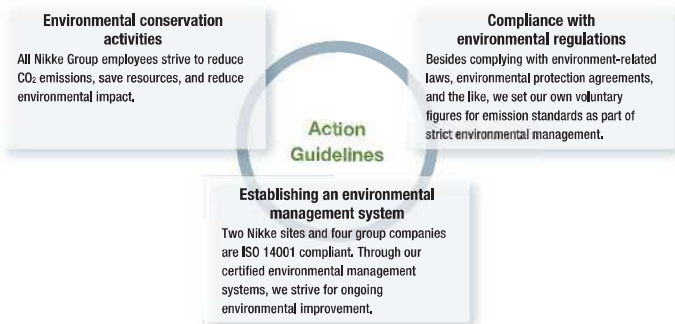 Environmental conservation
activities
All Nikke Group employees strive to reduce
CO₂ emissions, save resources, and reduce
environmental impact.
Compliance with
environmental regulations
Besides complying with environment-related
laws, environmental protection agreements,
and the like, we set our own voluntary
figures for emission standards as part of
strict environmental management.
Action
Guidelines
Establishing an environmental
management system
Two Nikke sites and four group companies
are ISO 14001 compliant. Through our
certified environmental management
systems, we strive for ongoing
environmental improvement.